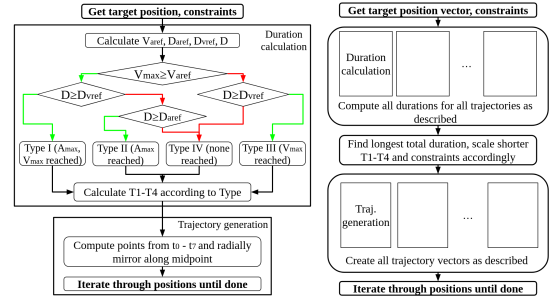 Get target position, constraints
Duration
calculation
Calculate Varef, Daref, Dvref, D
Vmax≥Varef
D≥Dvref
D≥Dvref
D≥Daref
Type I (Amax,
Vmax reached)
Type II (Amax
reached)
Type IV (none
reached)
Type III (Vmax
reached)
Calculate T1-T4 according to Type
Trajectory generation
Compute points from t0 - t7 and radially
mirror along midpoint
Iterate through positions until done
Get target position vector, constraints
Duration
calculation
...
Compute all durations for all trajectories as
described
Find longest total duration, scale shorter
T1-T4 and constraints accordingly
Traj.
generation
...
Create all trajectory vectors as described
Iterate through positions until done